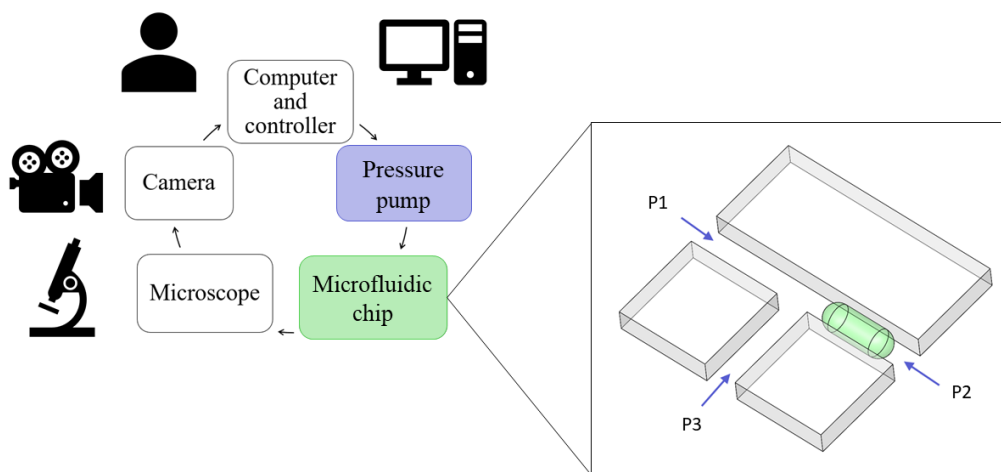 Computer
and
controller
Camera
Pressure
pump
Microscope
Microfluidic
chip
P1
P2
P3